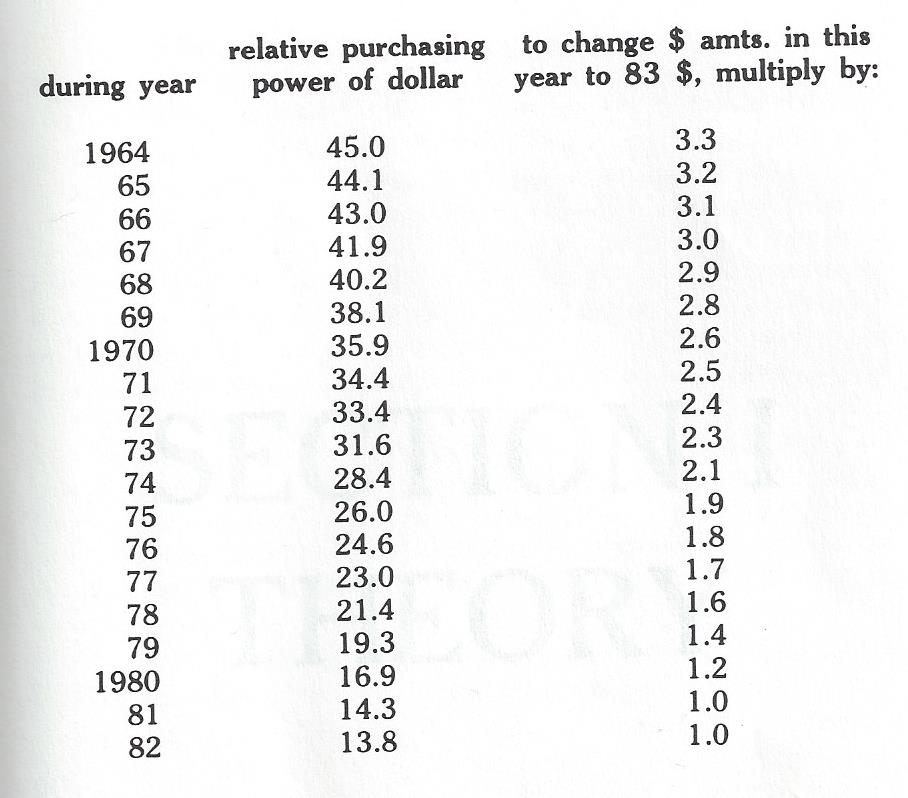 relative purchasing to change $ amts. in this
during year power of dollar year to 83 $, multiply by:
1964 45.0 3.3
65 44.1 3.2
66 43.0 3.1
67 41.9 3.0
68 40.2 2.9
69 38.1 2.8
1970 35.9 2.6
71 34.4 2.5
72 33.4 2.4
73 31.6 2.3
74 28.4 2.1
75 26.0 1.9
76 24.6 1.8
77 23.0 1.7
78 21.4 1.6
79 19.3 1.4
1980 16.9 1.2
81 14.3 1.0
82 13.8 1.0
SECTION I
THEORY